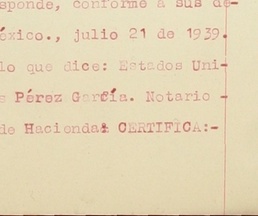 sponde, conforme a sus de-
éxico., julio 21 de 1939.
lo que dice: Estados Uni-
e Pérez García. Notario -
de Hacienda: CERTIFICA:-